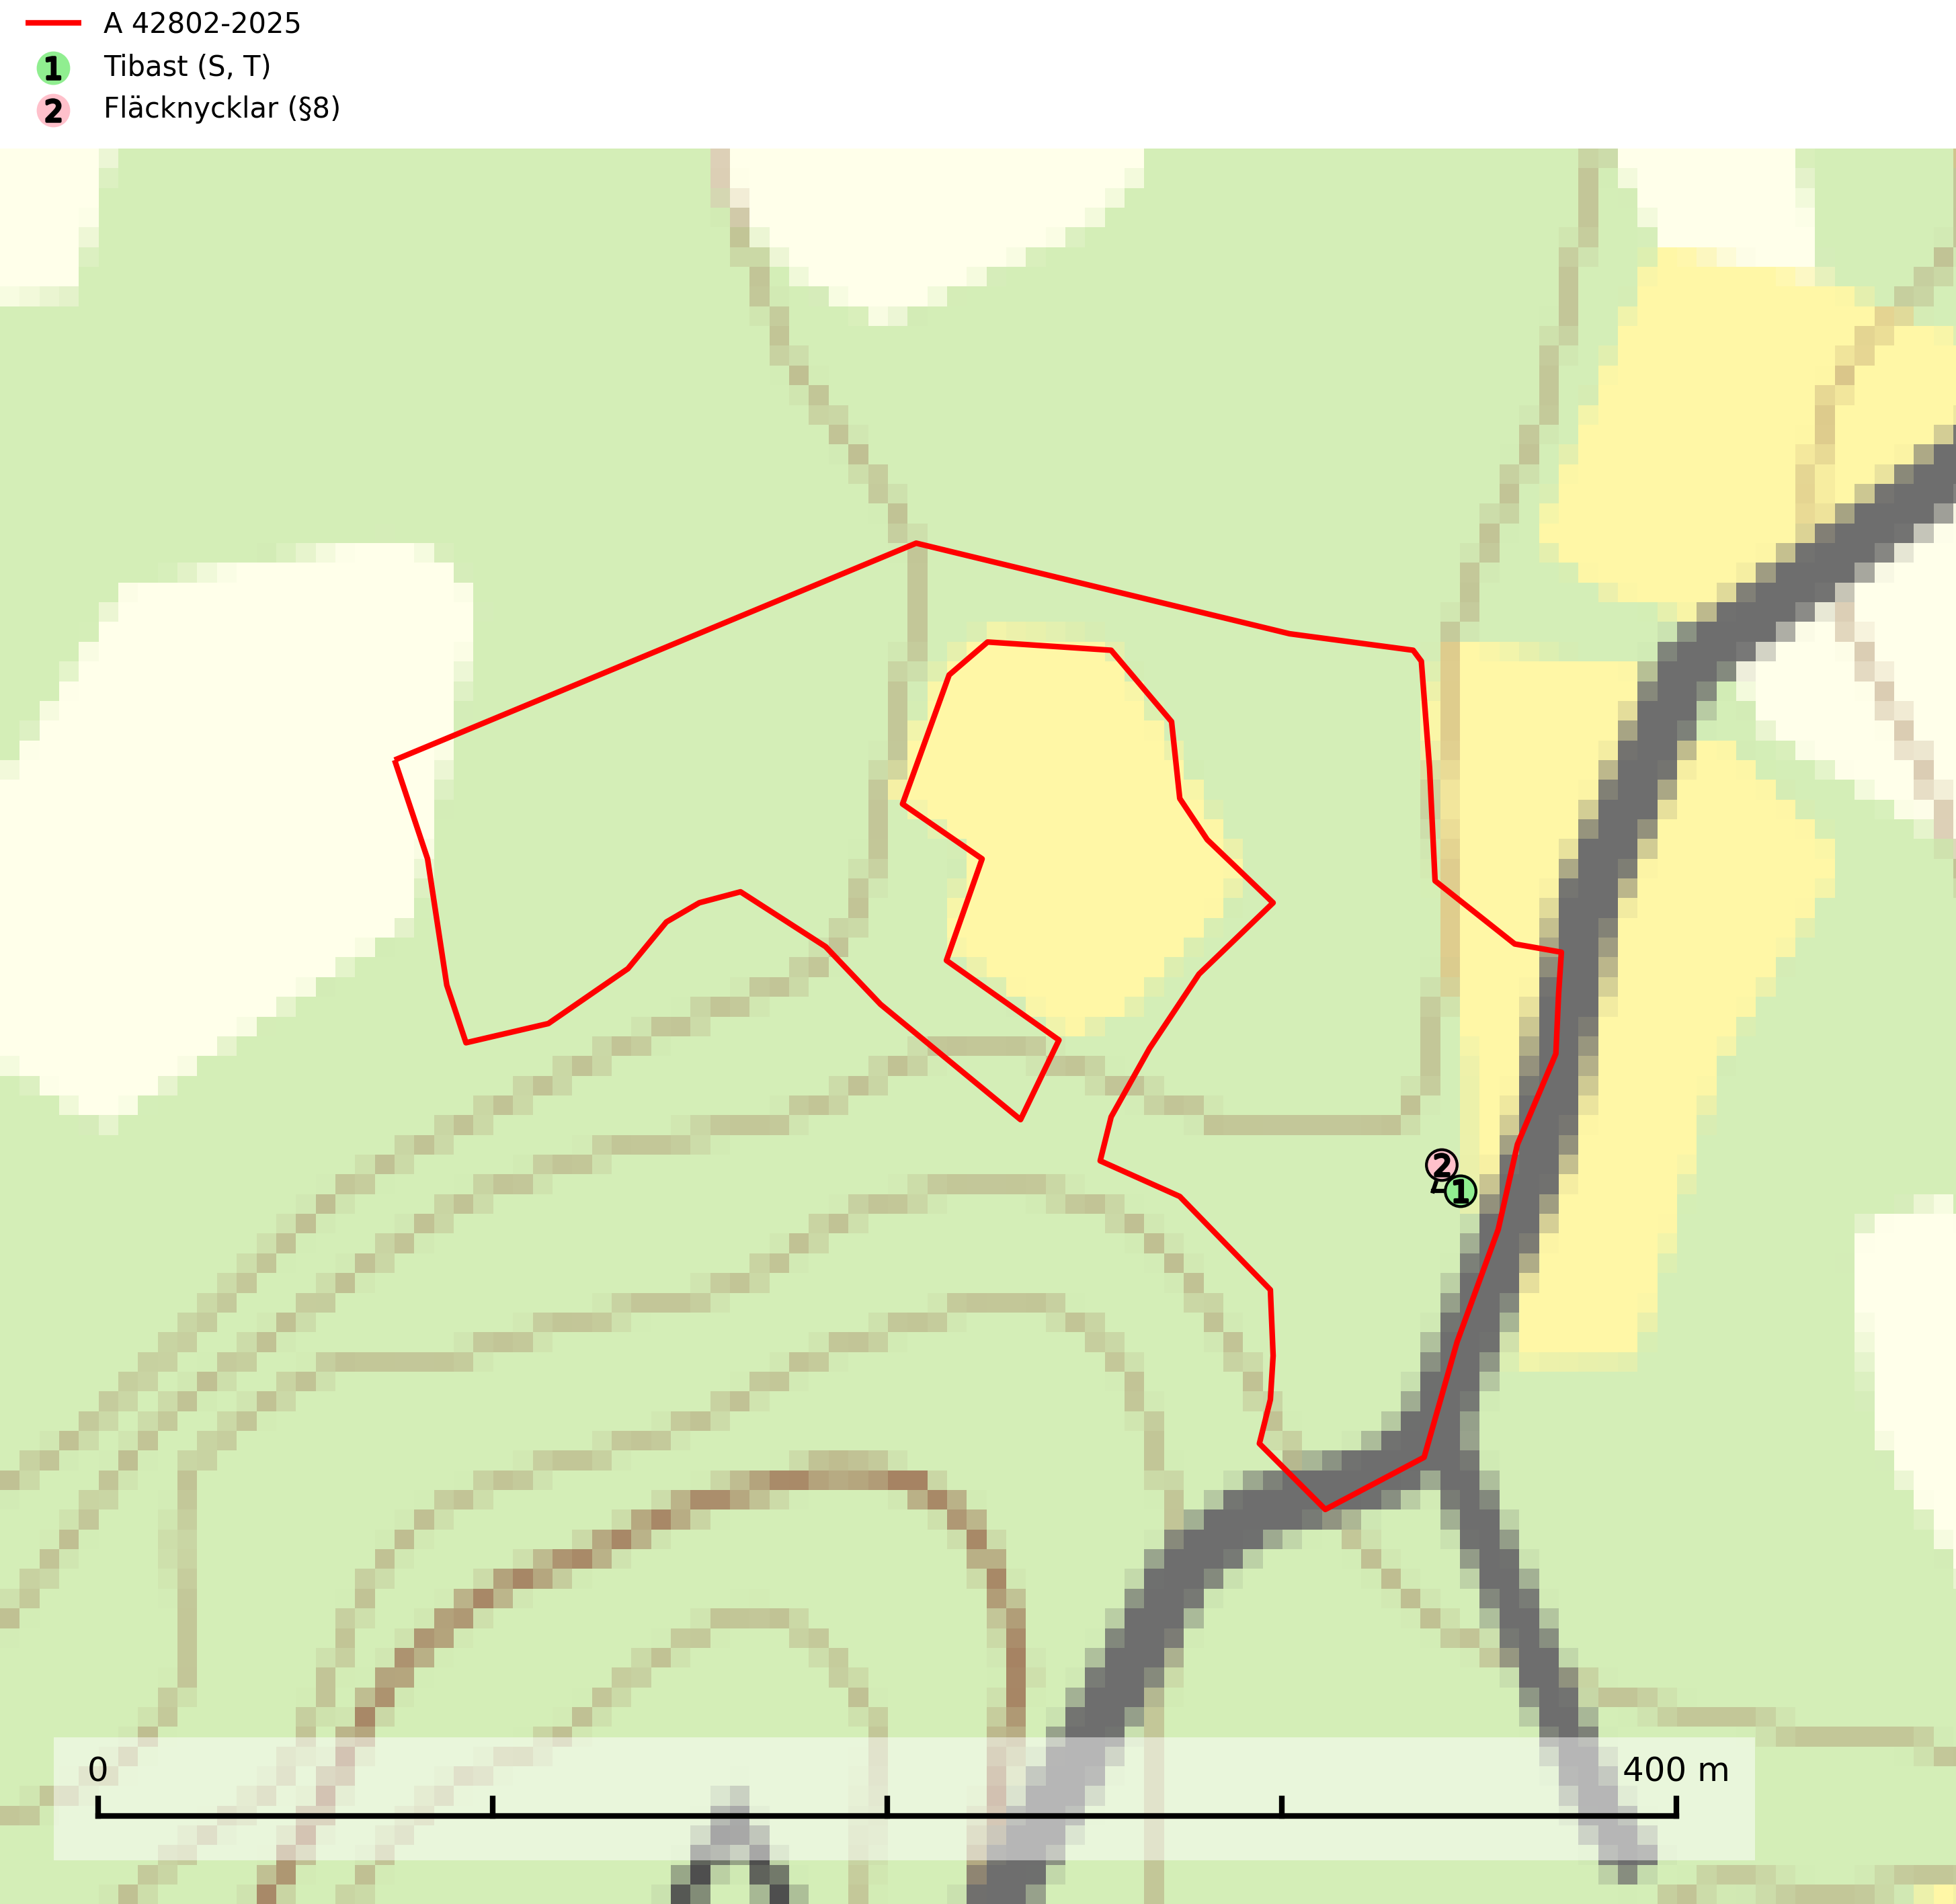 A 42802-2025
1 Tibast (S, T)
2 Fläcknycklar (§8)
2
1
0 400 m